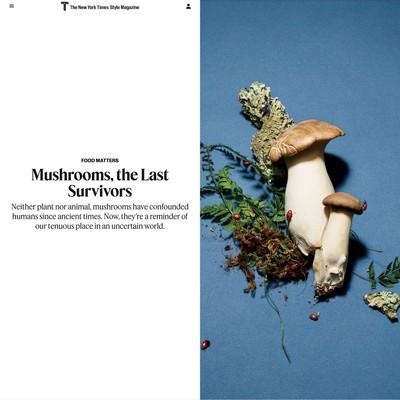 T The New York Times Style Magazine
FOOD MATTERS
Mushrooms, the Last
Survivors
Neither plant nor animal, mushrooms have confounded
humans since ancient times. Now, they're a reminder of
our tenuous place in an uncertain world.